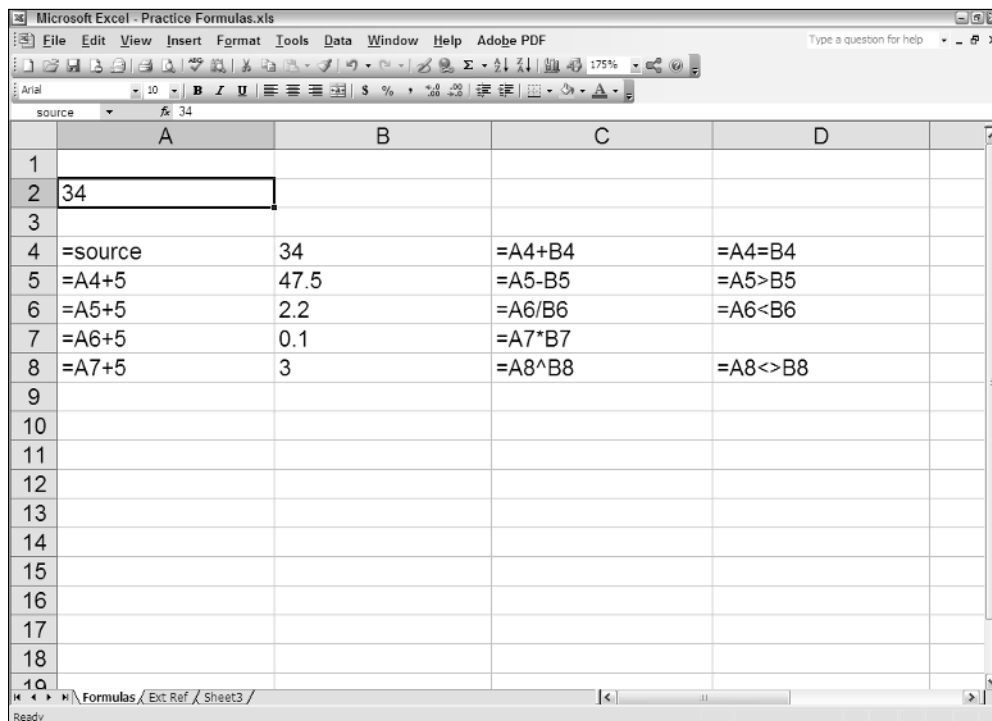 Microsoft Excel - Practice Formulas.xls
File Edit View Insert Format Tools Data Window Help Adobe PDF Type a question for help
175%
Arial 10 B I U $ % , A
source fx 34
A B C D
1
2 34
3
4 =source 34 =A4+B4 =A4=B4
5 =A4+5 47.5 =A5-B5 =A5>B5
6 =A5+5 2.2 =A6/B6 =A6<B6
7 =A6+5 0.1 =A7*B7
8 =A7+5 3 =A8^B8 =A8<>B8
9
10
11
12
13
14
15
16
17
18
19
Formulas Ext Ref Sheet3
Ready